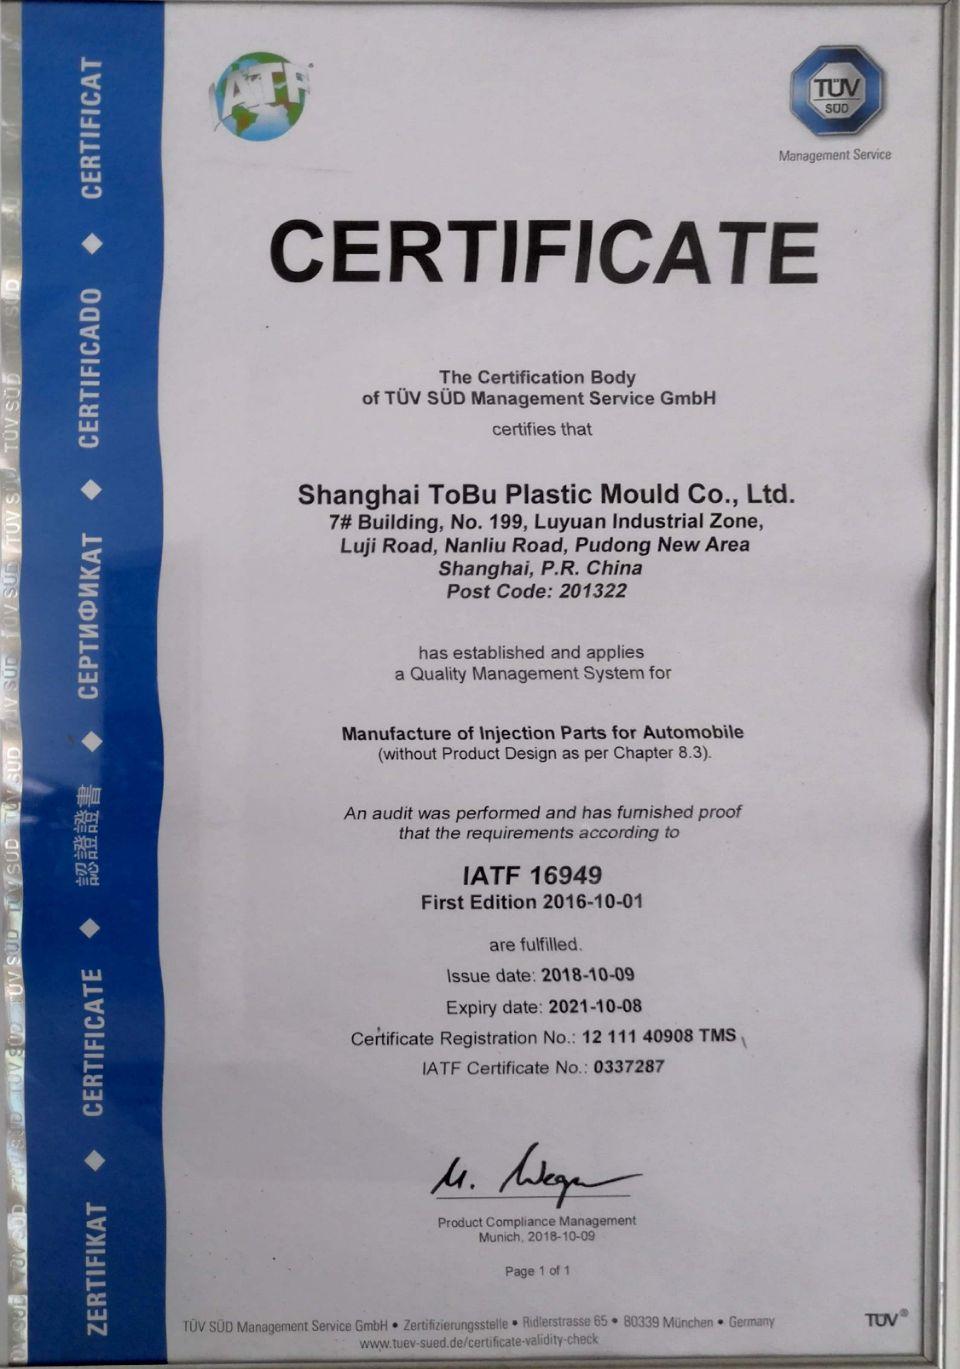 IATF
TÜV
SÜD
Management Service
CERTIFICATE
The Certification Body
of TÜV SÜD Management Service GmbH
certifies that
Shanghai ToBu Plastic Mould Co., Ltd.
7# Building, No. 199, Luyuan Industrial Zone,
Luji Road, Nanliu Road, Pudong New Area
Shanghai, P.R. China
Post Code: 201322
has established and applies
a Quality Management System for
Manufacture of Injection Parts for Automobile
(without Product Design as per Chapter 8.3).
An audit was performed and has furnished proof
that the requirements according to
IATF 16949
First Edition 2016-10-01
are fulfilled.
Issue date: 2018-10-09
Expiry date: 2021-10-08
Certificate Registration No.: 12 111 40908 TMS
IATF Certificate No.: 0337287
Product Compliance Management
Munich, 2018-10-09
Page 1 of 1
TÜV SÜD Management Service GmbH • Zertifizierungsstelle • Ridlerstrasse 65 • 80339 München • Germany
www.tuev-sued.de/certificate-validity-check
TÜV®
ZERTIFIKAT ◆ CERTIFICATE ◆ 認證證書 ◆ СЕРТИФИКАТ ◆ CERTIFICADO ◆ CERTIFICAT